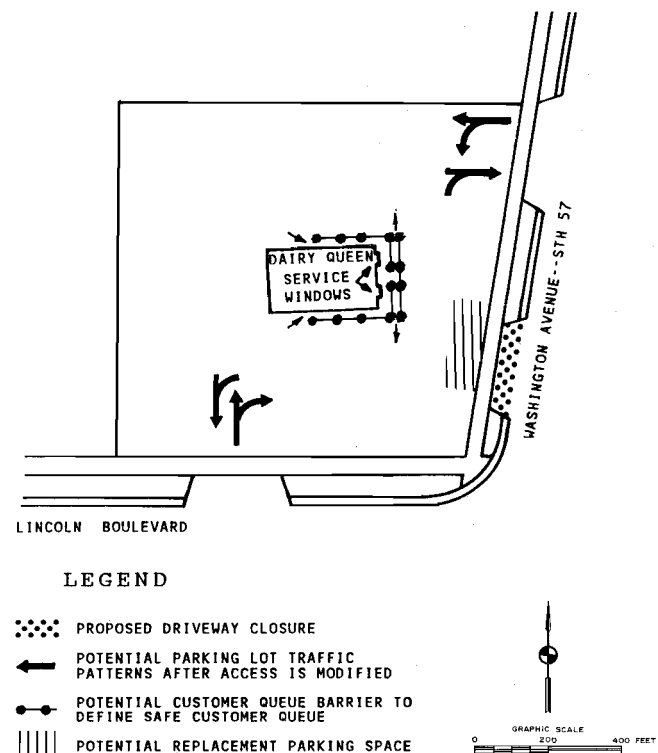 DAIRY QUEEN
SERVICE
WINDOWS
WASHINGTON AVENUE--STH 57
LINCOLN BOULEVARD
LEGEND
PROPOSED DRIVEWAY CLOSURE
POTENTIAL PARKING LOT TRAFFIC
PATTERNS AFTER ACCESS IS MODIFIED
POTENTIAL CUSTOMER QUEUE BARRIER TO
DEFINE SAFE CUSTOMER QUEUE
POTENTIAL REPLACEMENT PARKING SPACE
GRAPHIC SCALE
0 200 400 FEET